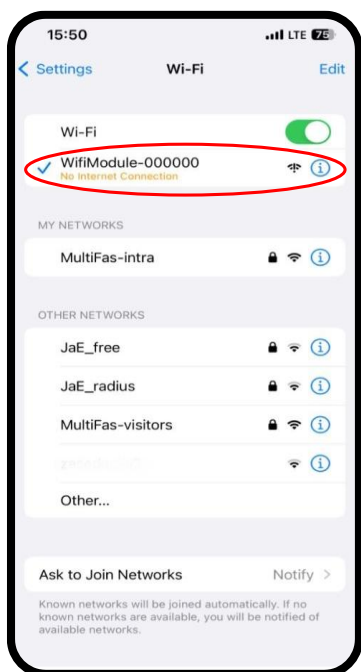 15:50 LTE 75
Settings Wi-Fi Edit
Wi-Fi
WifiModule-000000
No Internet Connection
MY NETWORKS
MultiFas-intra
OTHER NETWORKS
JaE_free
JaE_radius
MultiFas-visitors
Other...
Ask to Join Networks Notify >
Known networks will be joined automatically. If no
known networks are available, you will be notified of
available networks.